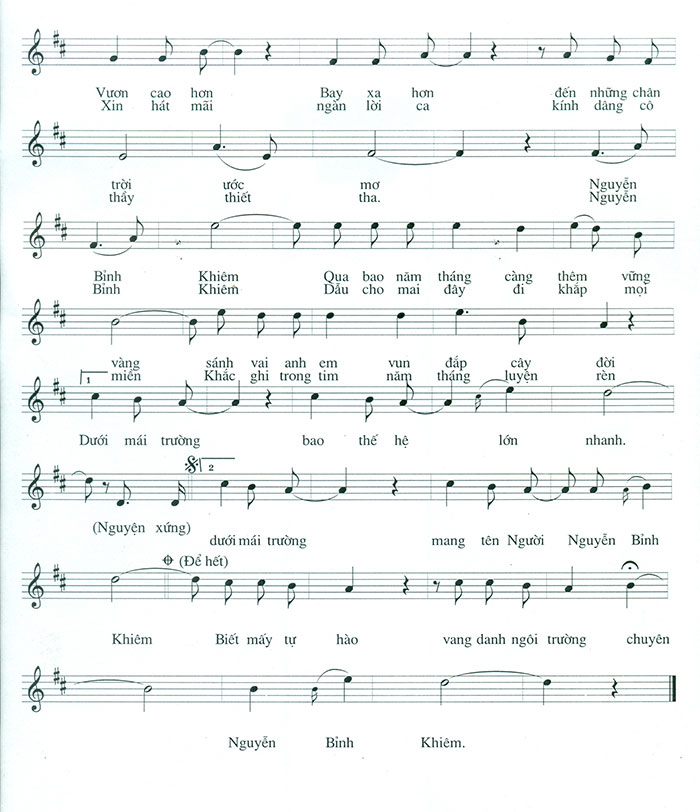 Vươn cao hơn Bay xa hơn đến những chân
Xin hát mãi ngàn lời ca kính dâng cô
trời ước mơ Nguyễn
thầy thiết tha. Nguyễn
Bỉnh Khiêm Qua bao năm tháng càng thêm vững
Bỉnh Khiêm Dẫu cho mai đây đi khắp mọi
vàng sánh vai anh em vun đắp cây đời
1 miền Khắc ghi trong tim năm tháng luyện rèn
Dưới mái trường bao thế hệ lớn nhanh.
2
(Nguyện xứng) dưới mái trường mang tên Người Nguyễn Bỉnh
(Để hết)
Khiêm Biết mấy tự hào vang danh ngôi trường chuyên
Nguyễn Bỉnh Khiêm.